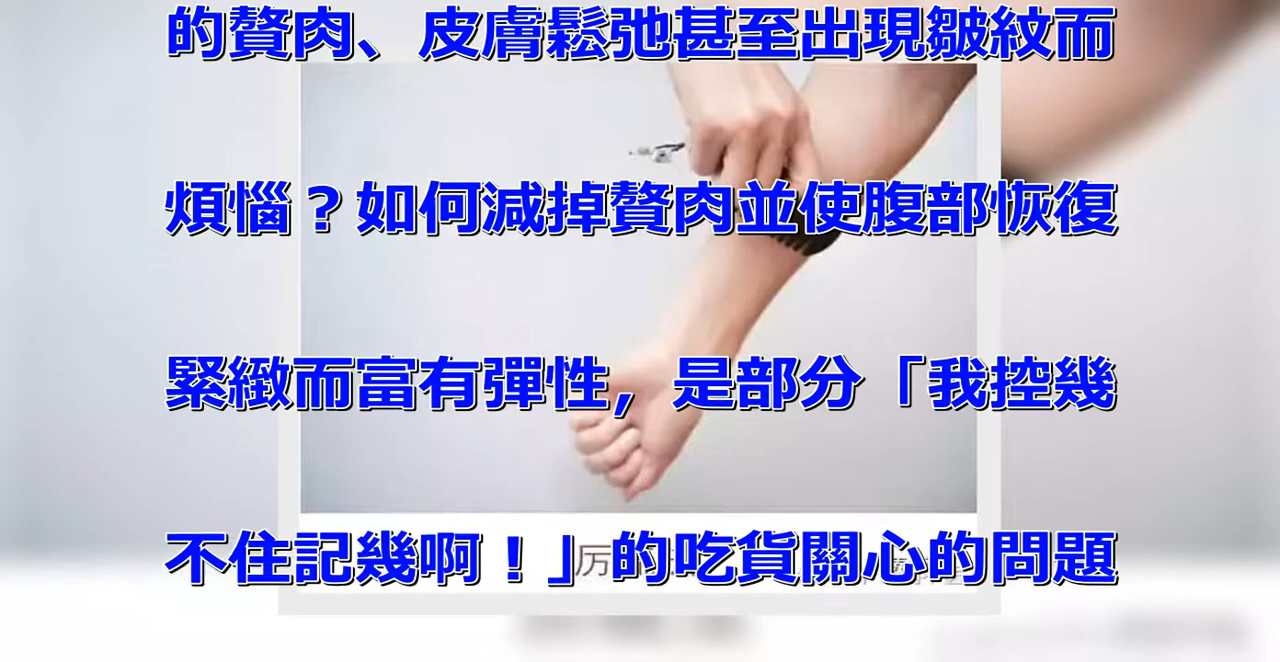 的贅肉、皮膚鬆弛甚至出現皺紋而
煩惱？如何減掉贅肉並使腹部恢復
緊緻而富有彈性，是部分「我控幾
不住記幾啊！」的吃貨關心的問題
厉